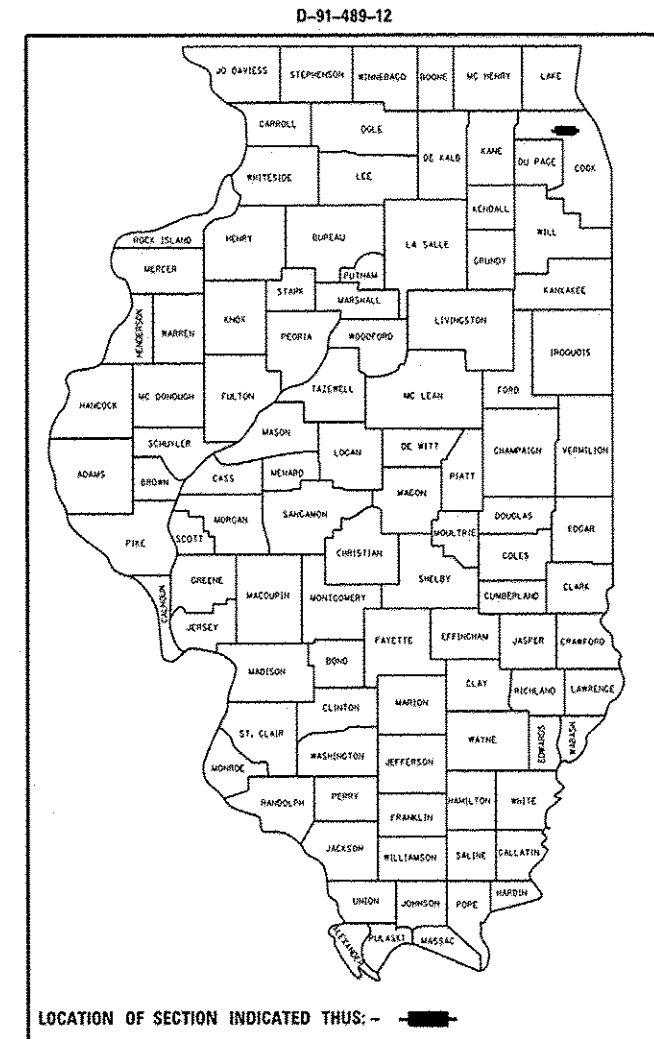 D-91-489-12
JO DAVIESS STEPHENSON WINNEBAGO BOONE MC HENRY LAKE
CARROLL OGLE DE KALB KANE DU PAGE COOK
WHITESIDE LEE
KENDALL WILL
ROCK ISLAND HENRY BUREAU LA SALLE
MERCER PUTNAM GRUNDY
STARK MARSHALL KANKAKEE
HENDERSON WARREN KNOX PEORIA WOODFORD LIVINGSTON IROQUOIS
HANCOCK MC DONOUGH FULTON TAZEWELL MC LEAN FORD
MASON
SCHUYLER LOGAN DE WITT CHAMPAIGN VERMILION
ADAMS BROWN CASS MENARD MACON PIATT
PIKE SCOTT MORGAN SANGAMON MOULTRIE DOUGLAS EDGAR
CHRISTIAN COLES
CALHOUN GREENE MACOUPIN MONTGOMERY SHELBY CUMBERLAND CLARK
JERSEY FAYETTE EFFINGHAM JASPER CRAWFORD
MADISON BOND
CLAY RICHLAND LAWRENCE
CLINTON MARION
ST. CLAIR WAYNE EDWARDS WABASH
MONROE WASHINGTON JEFFERSON
RANDOLPH PERRY HAMILTON WHITE
FRANKLIN
JACKSON WILLIAMSON SALINE GALLATIN
HARDIN
UNION JOHNSON POPE
ALEXANDER PULASKI MASSAC
LOCATION OF SECTION INDICATED THUS: -